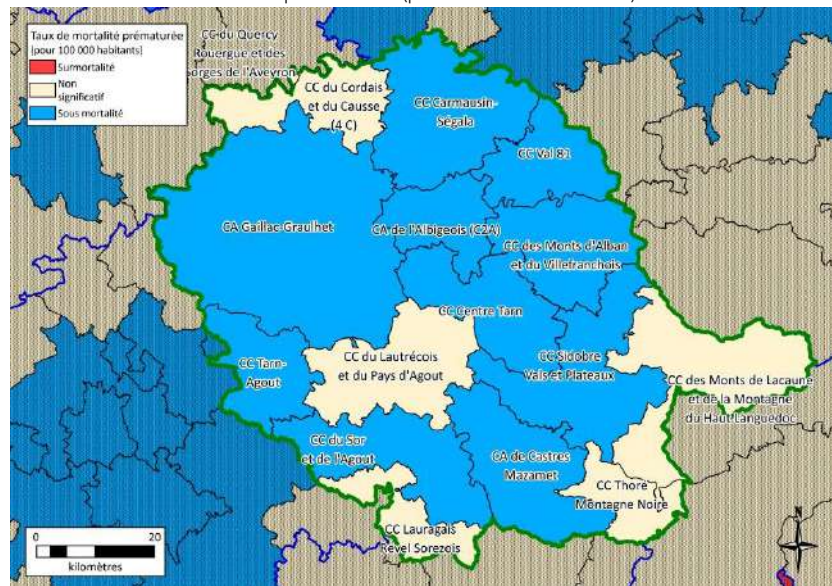 Taux de mortalité prématurée
(pour 100 000 habitants)
Surmortalité
Non
significatif
Sous mortalité
CC du Quercy
Rouergue et des
Gorges de l'Aveyron
CC du Cordais
et du Causse
(4 C)
CC Carmausin-
Ségala
CC Val 81
CA Gaillac-Graulhet
CA de l'Albigeois (C2A)
CC des Monts d'Alban
et du Villefranchois
CC Centre Tarn
CC Tarn-
Agout
CC du Lautrécois
et du Pays d'Agout
CC Sidobre
Vals et Plateaux
CC des Monts de Lacaune
et de la Montagne
du Haut Languedoc
CC du Sor
et de l'Agout
CA de Castres
Mazamet
CC Thoré
Montagne Noire
CC Lauragais
Revel Sorezois
N
0 20
kilomètres